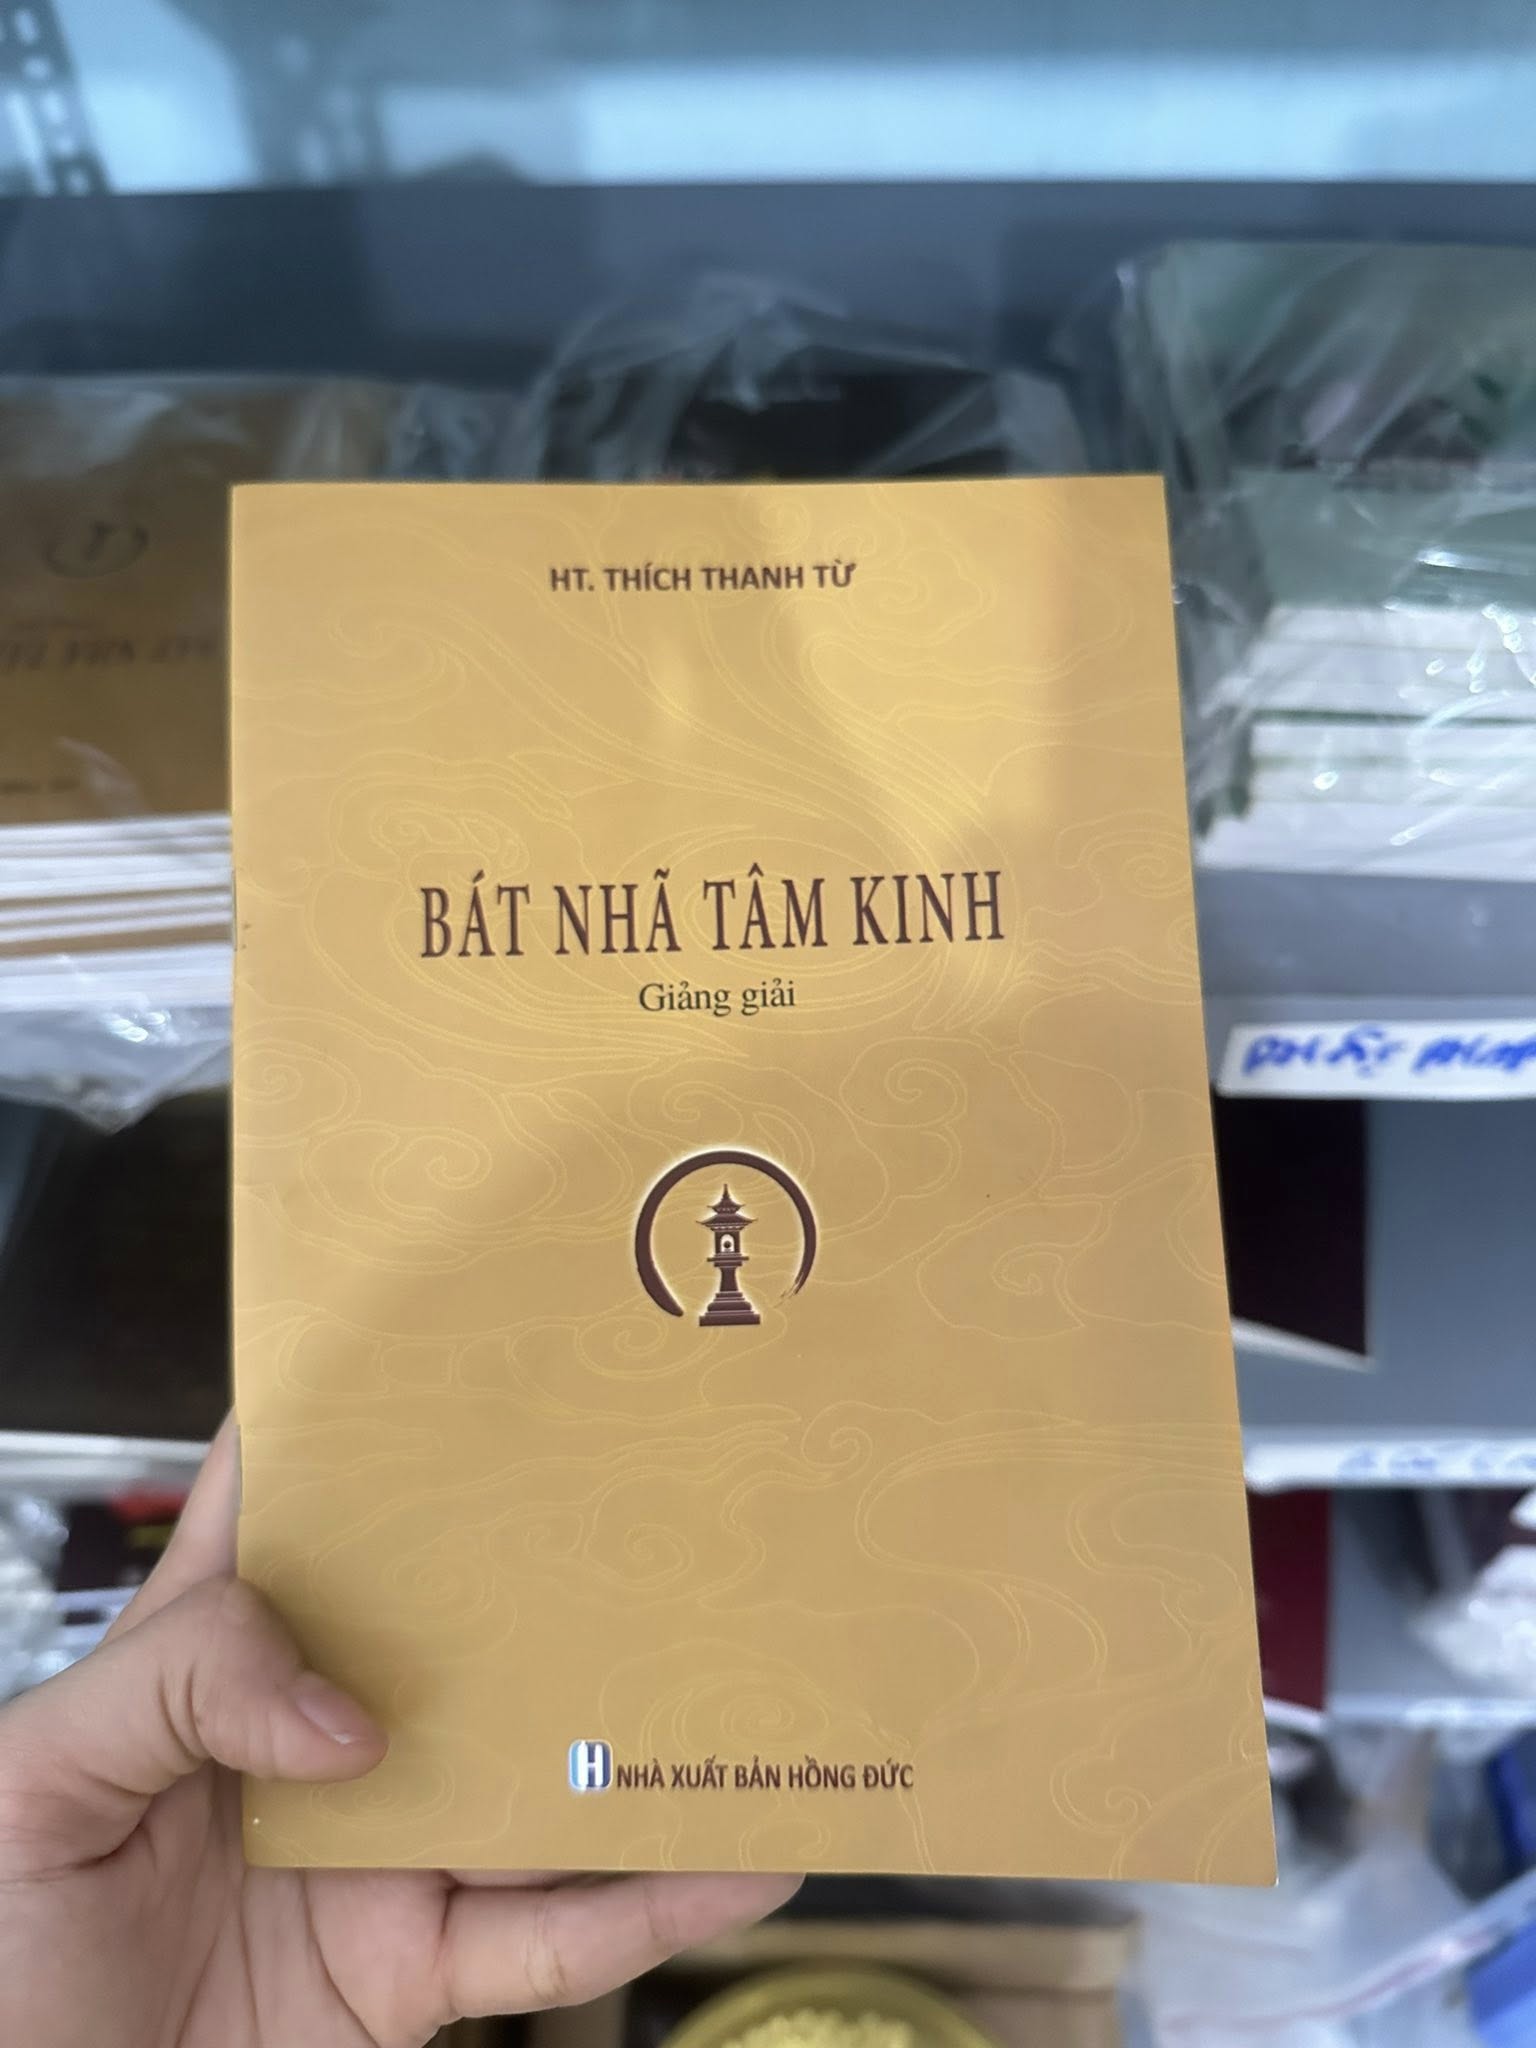 HT. THÍCH THANH TỪ
BÁT NHÃ TÂM KINH
Giảng giải
H NHÀ XUẤT BẢN HỒNG ĐỨC